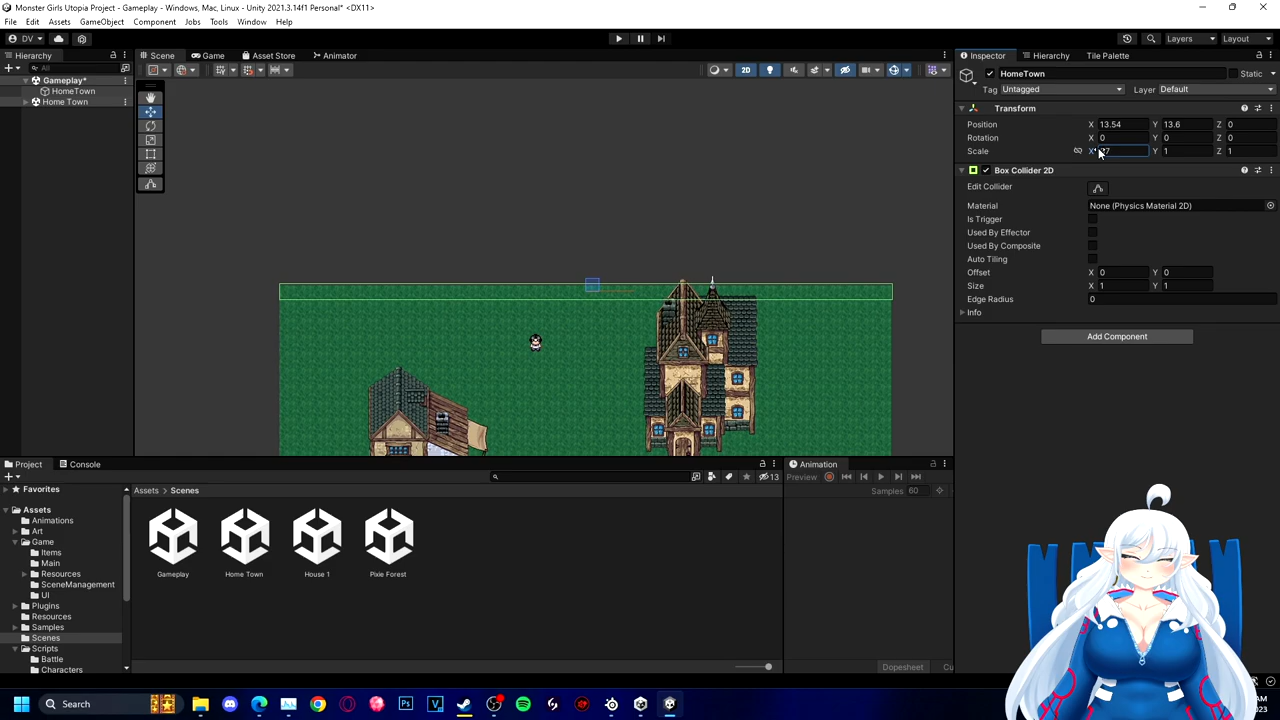 Monster Girls Utopia Project - Gameplay - Windows, Mac, Linux - Unity 2021.3.14f1 Personal* <DX11>
File Edit Assets GameObject Component Jobs Tools Window Help
DV Layers Layout
Hierarchy Scene Game Asset Store Animator Inspector Hierarchy Tile Palette
All 2D
Gameplay*
HomeTown
Home Town
HomeTown Static
Tag Untagged Layer Default
Transform
Position X 13.54 Y 13.6 Z 0
Rotation X 0 Y 0 Z 0
Scale X Y 1 Z 1
Box Collider 2D
Edit Collider
Material None (Physics Material 2D)
Is Trigger
Used By Effector
Used By Composite
Auto Tiling
Offset X 0 Y 0
Size X 1 Y 1
Edge Radius 0
Info
Add Component
Project Console Animation
13 Preview
Favorites Assets > Scenes Samples 60
Assets
Animations
Art
Game
Items
Main
Resources
SceneManagement
UI
Plugins
Resources
Samples
Scenes
Scripts
Battle
Characters
Gameplay Home Town House 1 Pixie Forest
Dopesheet Cu
Search